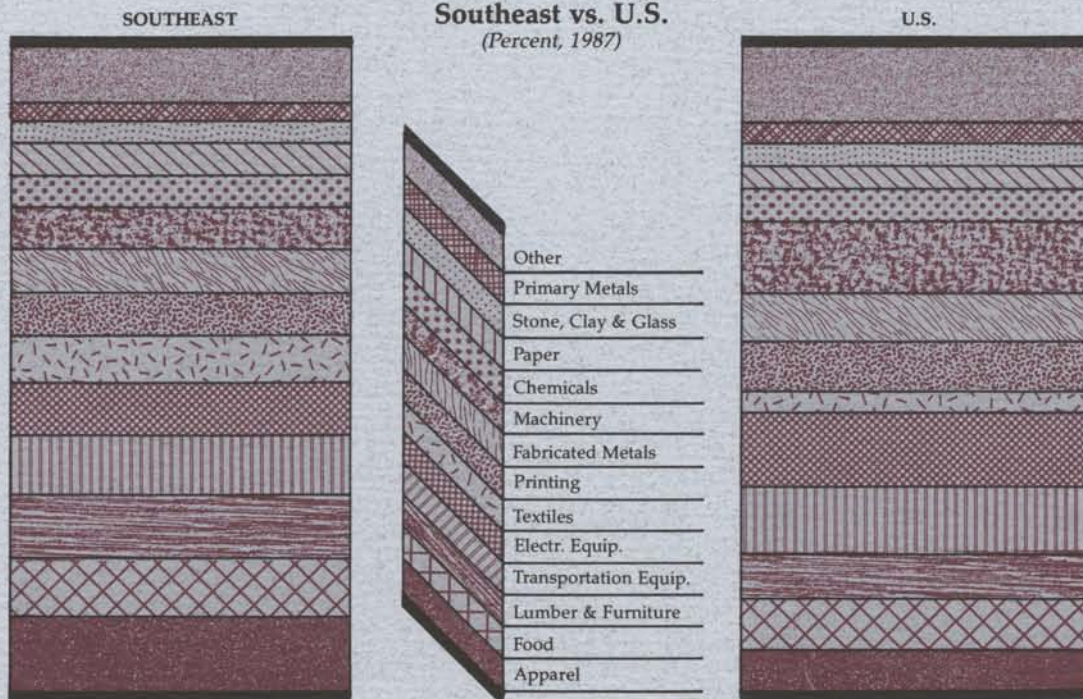 SOUTHEAST
Southeast vs. U.S.
(Percent, 1987)
U.S.
Other
Primary Metals
Stone, Clay & Glass
Paper
Chemicals
Machinery
Fabricated Metals
Printing
Textiles
Electr. Equip.
Transportation Equip.
Lumber & Furniture
Food
Apparel